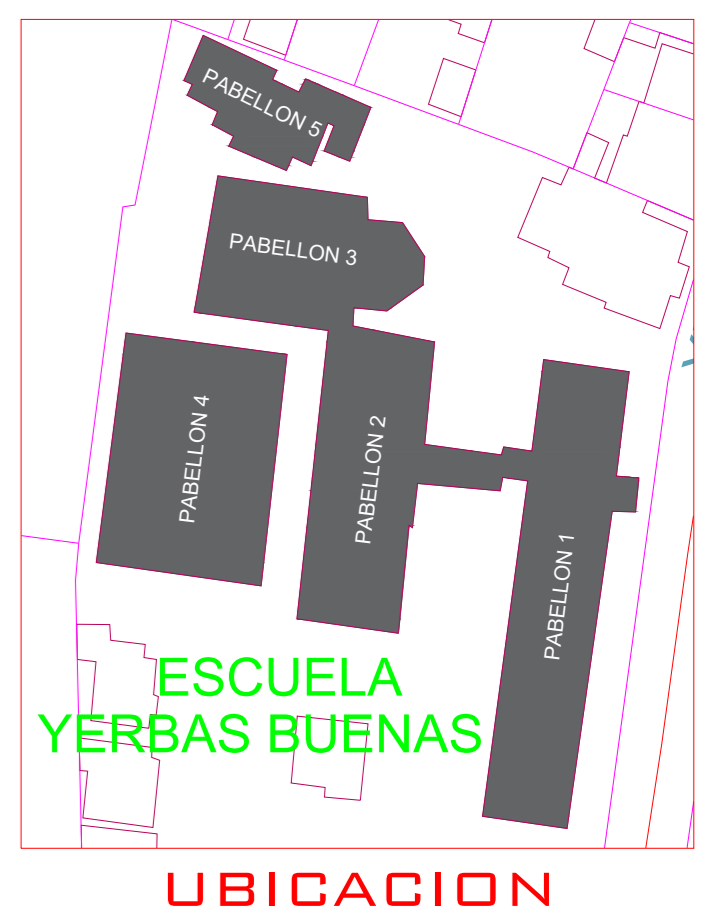 PABELLON 5
PABELLON 3
PABELLON 4
PABELLON 2
PABELLON 1
ESCUELA
YERBAS BUENAS
UBICACION